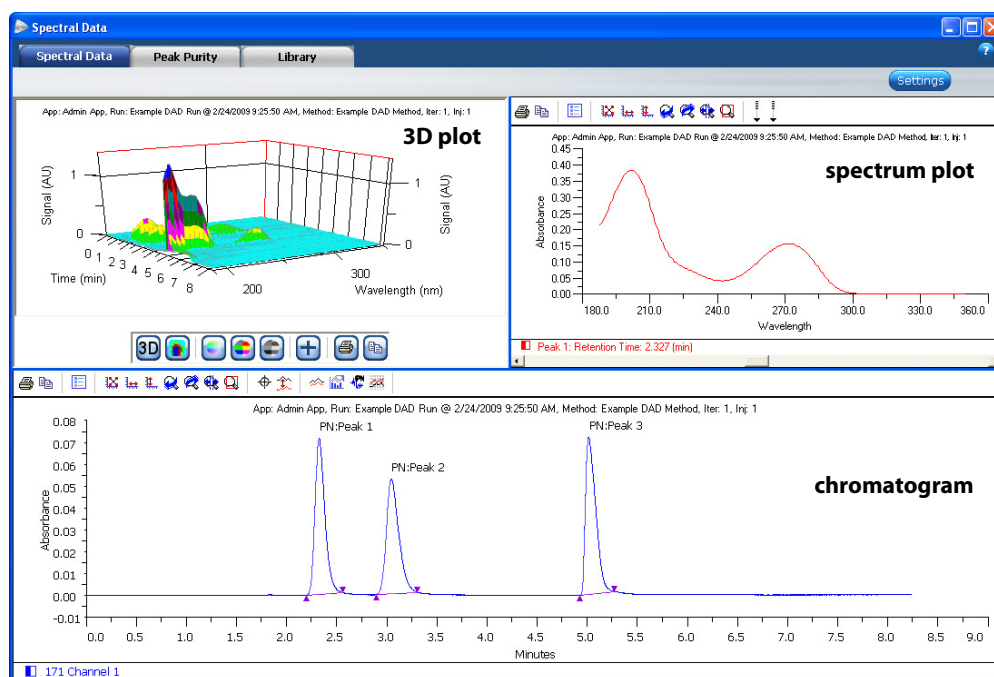 Spectral Data
Spectral Data Peak Purity Library
Settings
App: Admin App, Run: Example DAD Run @ 2/24/2009 9:25:50 AM, Method: Example DAD Method, Iter: 1, Inj: 1
3D plot
Signal (AU)
1
0
Signal (AU)
1
0
0 1 2 3 4 5 6 7 8
Time (min)
200
300
Wavelength (nm)
3D
App: Admin App, Run: Example DAD Run @ 2/24/2009 9:25:50 AM, Method: Example DAD Method, Iter: 1, Inj: 1
spectrum plot
Absorbance
0.45
0.40
0.35
0.30
0.25
0.20
0.15
0.10
0.05
0.00
180.0 210.0 240.0 270.0 300.0 330.0 360.0
Wavelength
Peak 1: Retention Time: 2.327 (min)
App: Admin App, Run: Example DAD Run @ 2/24/2009 9:25:50 AM, Method: Example DAD Method, Iter: 1, Inj: 1
PN:Peak 1
PN:Peak 2
PN:Peak 3
chromatogram
Absorbance
0.08
0.07
0.06
0.05
0.04
0.03
0.02
0.01
0.00
-0.01
0.0 0.5 1.0 1.5 2.0 2.5 3.0 3.5 4.0 4.5 5.0 5.5 6.0 6.5 7.0 7.5 8.0 8.5 9.0
Minutes
171 Channel 1